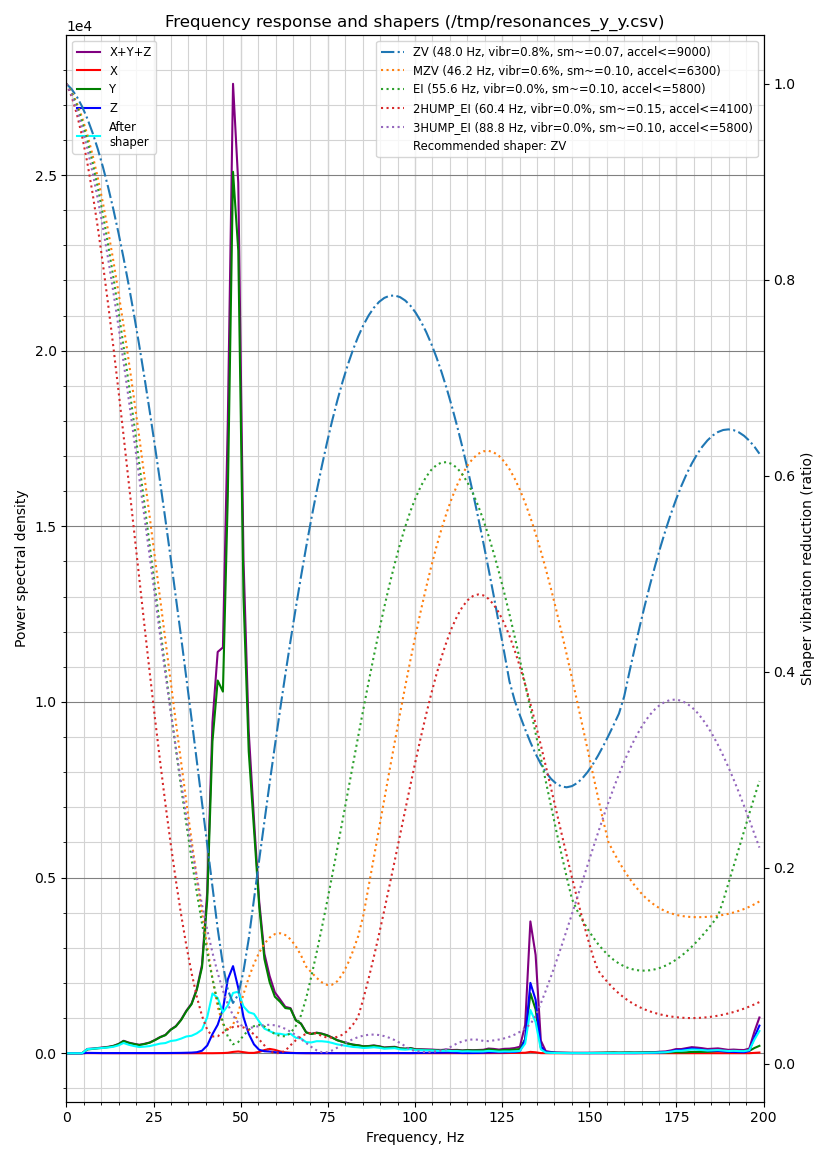 Frequency response and shapers (/tmp/resonances_y_y.csv)
1e4
X+Y+Z
X
Y
Z
After
shaper
ZV (48.0 Hz, vibr=0.8%, sm~=0.07, accel<=9000)
MZV (46.2 Hz, vibr=0.6%, sm~=0.10, accel<=6300)
EI (55.6 Hz, vibr=0.0%, sm~=0.10, accel<=5800)
2HUMP_EI (60.4 Hz, vibr=0.0%, sm~=0.15, accel<=4100)
3HUMP_EI (88.8 Hz, vibr=0.0%, sm~=0.10, accel<=5800)
Recommended shaper: ZV
Power spectral density
2.5
2.0
1.5
1.0
0.5
0.0
1.0
0.8
0.6
0.4
0.2
0.0
Shaper vibration reduction (ratio)
0 25 50 75 100 125 150 175 200
Frequency, Hz